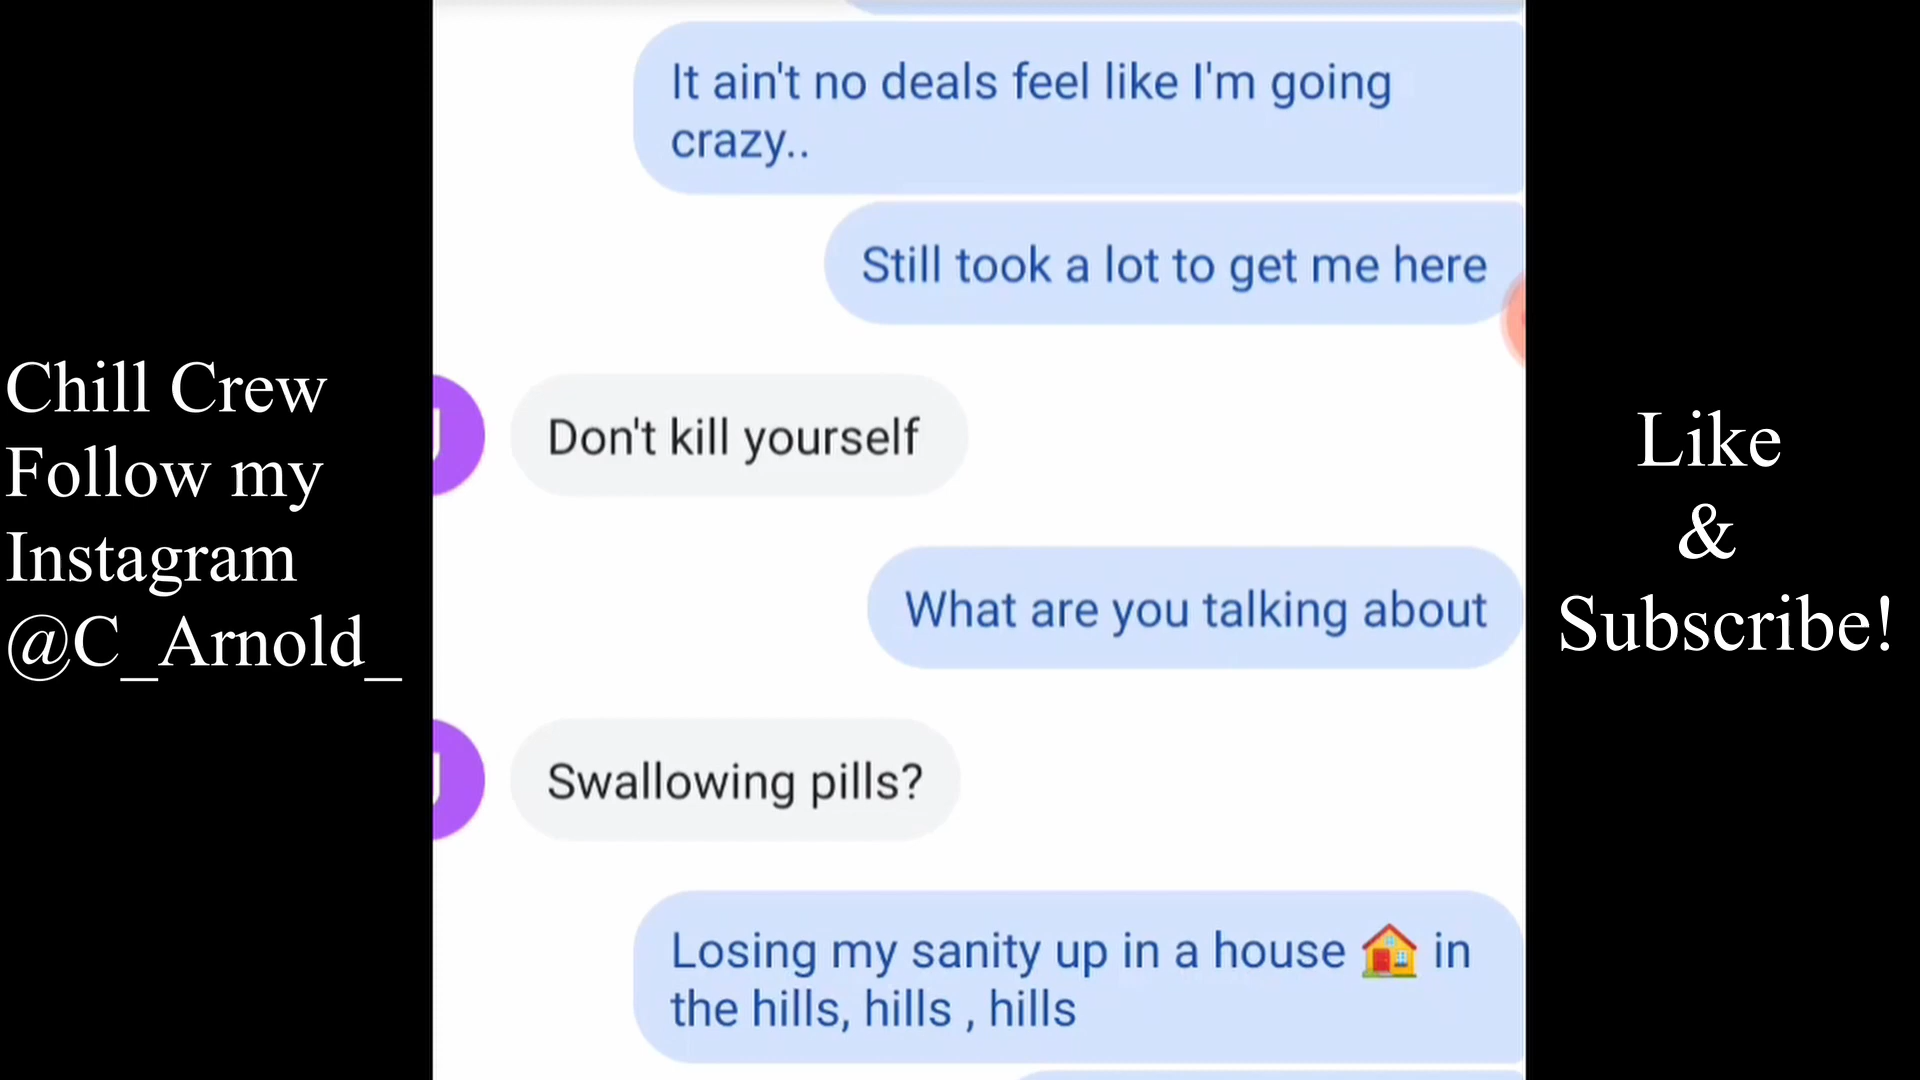 It ain't no deals feel like I'm going
crazy..
Still took a lot to get me here
Don't kill yourself
What are you talking about
Swallowing pills?
Losing my sanity up in a house 🏠 in
the hills, hills , hills
Chill Crew
Follow my
Instagram
@C_Arnold_
Like
&
Subscribe!